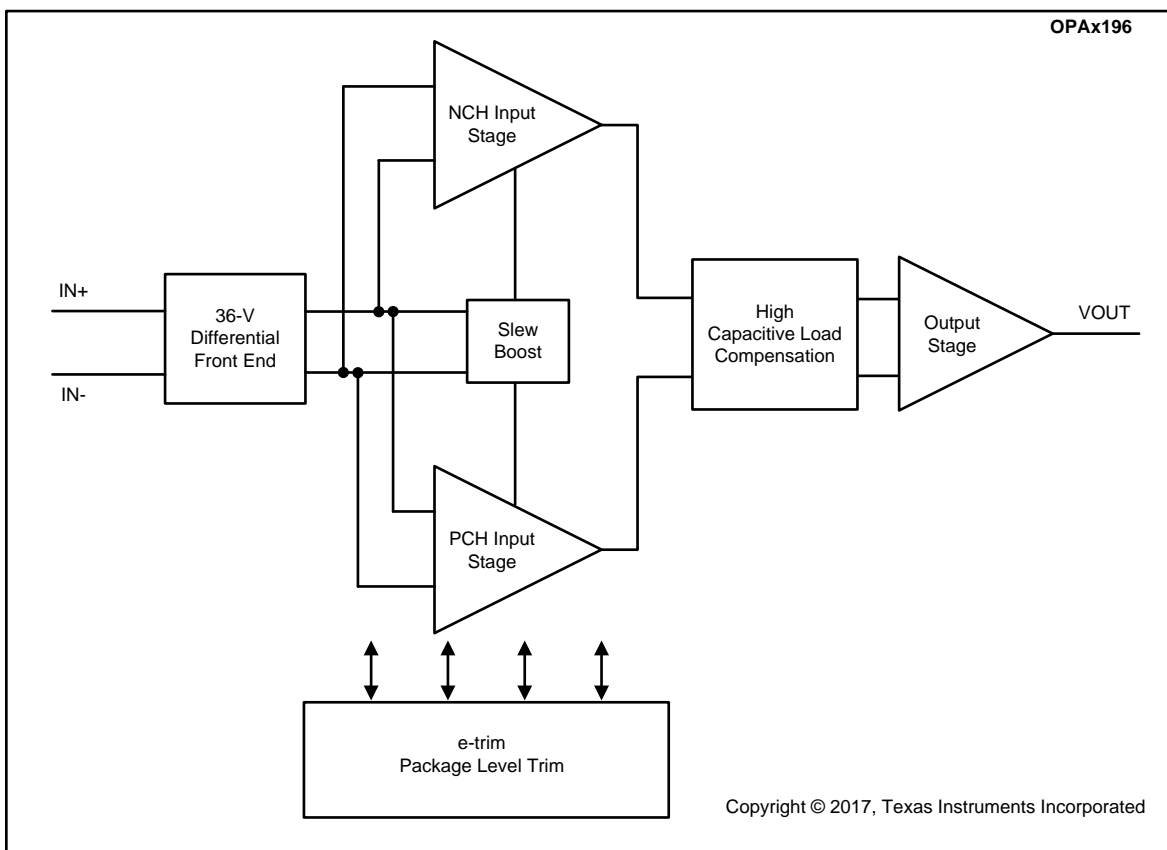 OPAx196
NCH Input
Stage
IN+
IN-
36-V
Differential
Front End
Slew
Boost
High
Capacitive Load
Compensation
Output
Stage
VOUT
PCH Input
Stage
e-trim
Package Level Trim
Copyright © 2017, Texas Instruments Incorporated